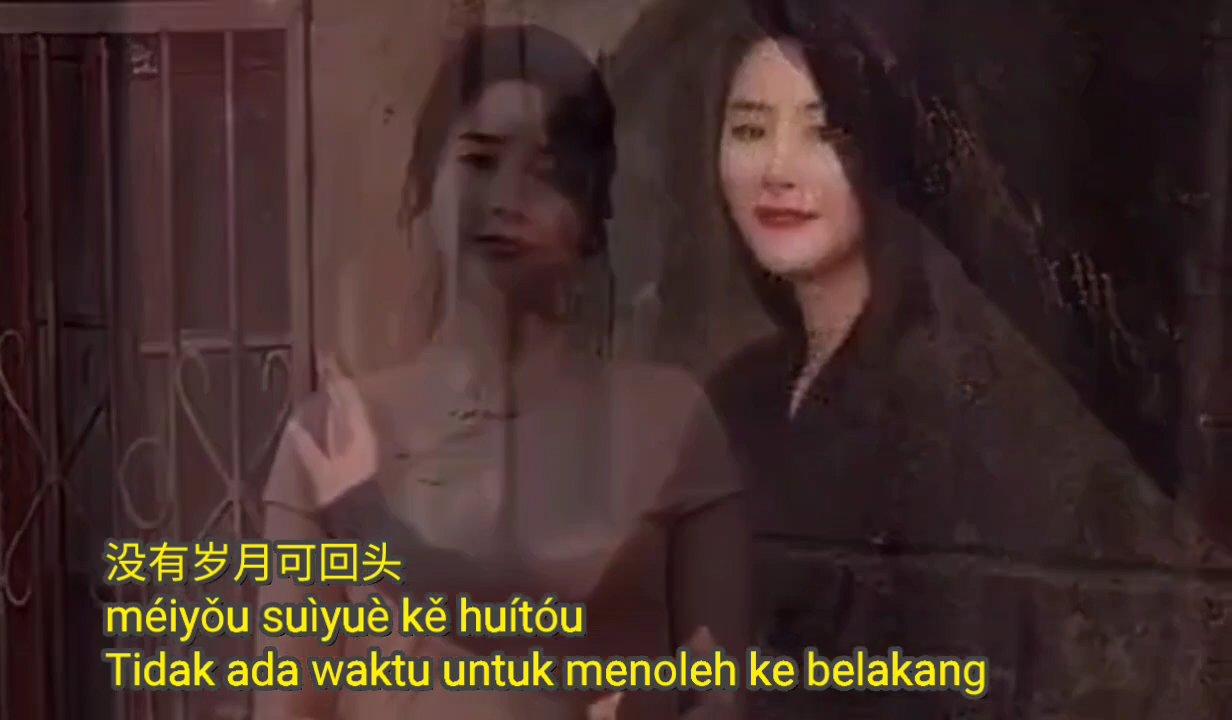 没有岁月可回头
méiyǒu suìyuè kě huítóu
Tidak ada waktu untuk menoleh ke belakang